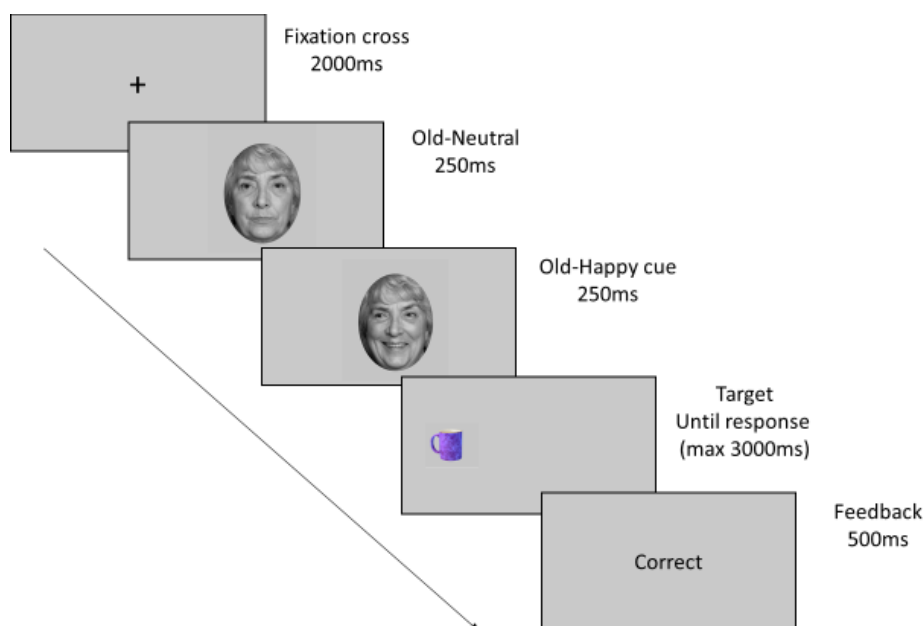 Fixation cross
2000ms
+
Old-Neutral
250ms
Old-Happy cue
250ms
Target
Until response
(max 3000ms)
Feedback
500ms
Correct